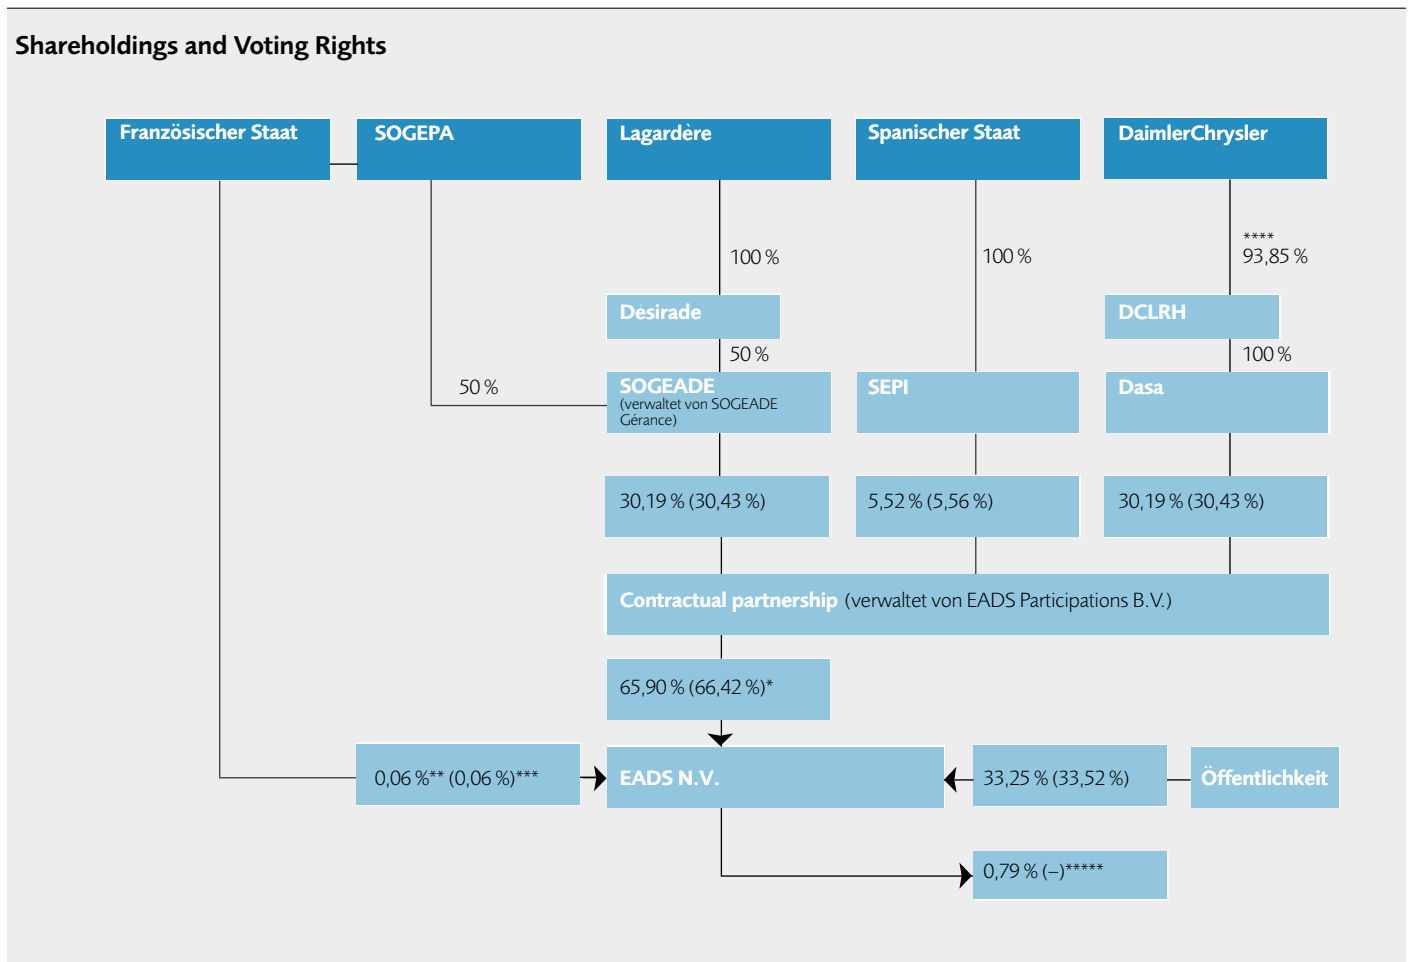 Shareholdings and Voting Rights
Französischer Staat
SOGEPA
Lagardère
Spanischer Staat
DaimlerChrysler
100 %
100 %
****
93,85 %
Désirade
DCLRH
50 %
100 %
50 %
SOGEADE
(verwaltet von SOGEADE
Gérance)
SEPI
Dasa
30,19 % (30,43 %)
5,52 % (5,56 %)
30,19 % (30,43 %)
Contractual partnership (verwaltet von EADS Participations B.V.)
65,90 % (66,42 %)*
0,06 %** (0,06 %)***
EADS N.V.
33,25 % (33,52 %)
Öffentlichkeit
0,79 % (–)*****